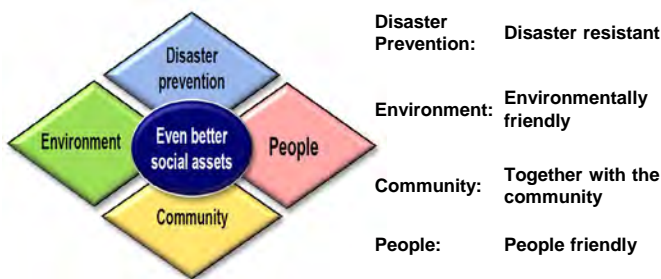 Disaster
prevention
Environment
Even better
social assets
People
Community
Disaster
Prevention: Disaster resistant
Environment: Environmentally
friendly
Community: Together with the
community
People: People friendly